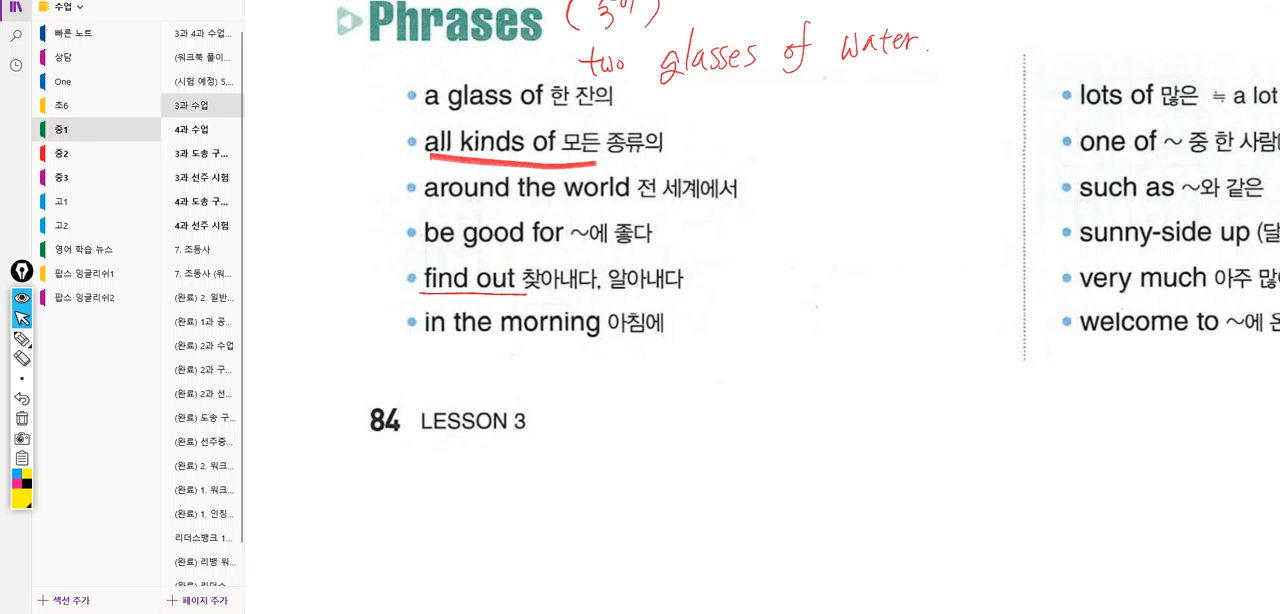 수업
빠른 노트
상담
One
초6
중1
중2
중3
고1
고2
영어 학습 뉴스
팝스 잉글리쉬1
팝스 잉글리쉬2
섹션 추가
3과 4과 수업...
(워크북 풀이...
(시험 예정) 5....
3과 수업
4과 수업
3과 도송 구...
3과 선주 시험
4과 도송 구...
4과 선주 시험
7. 조동사
7. 조동사 (워...
(완료) 2. 일반...
(완료) 1과 공...
(완료) 2과 수업
(완료) 2과 구...
(완료) 2과 선...
(완료) 도송 구...
(완료) 선주중...
(완료) 2. 워크...
(완료) 1. 워크...
(완료) 1. 인칭...
리더스뱅크 1...
(완료) 리뱅 워...
(완료) 리더스
페이지 추가
Phrases
two glasses of water.
a glass of 한 잔의
all kinds of 모든 종류의
around the world 전 세계에서
be good for ~에 좋다
find out 찾아내다, 알아내다
in the morning 아침에
lots of 많은 ≒ a lot
one of ~ 중 한
such as ~와 같은
sunny-side up
very much 아주
welcome to ~에
84 LESSON 3